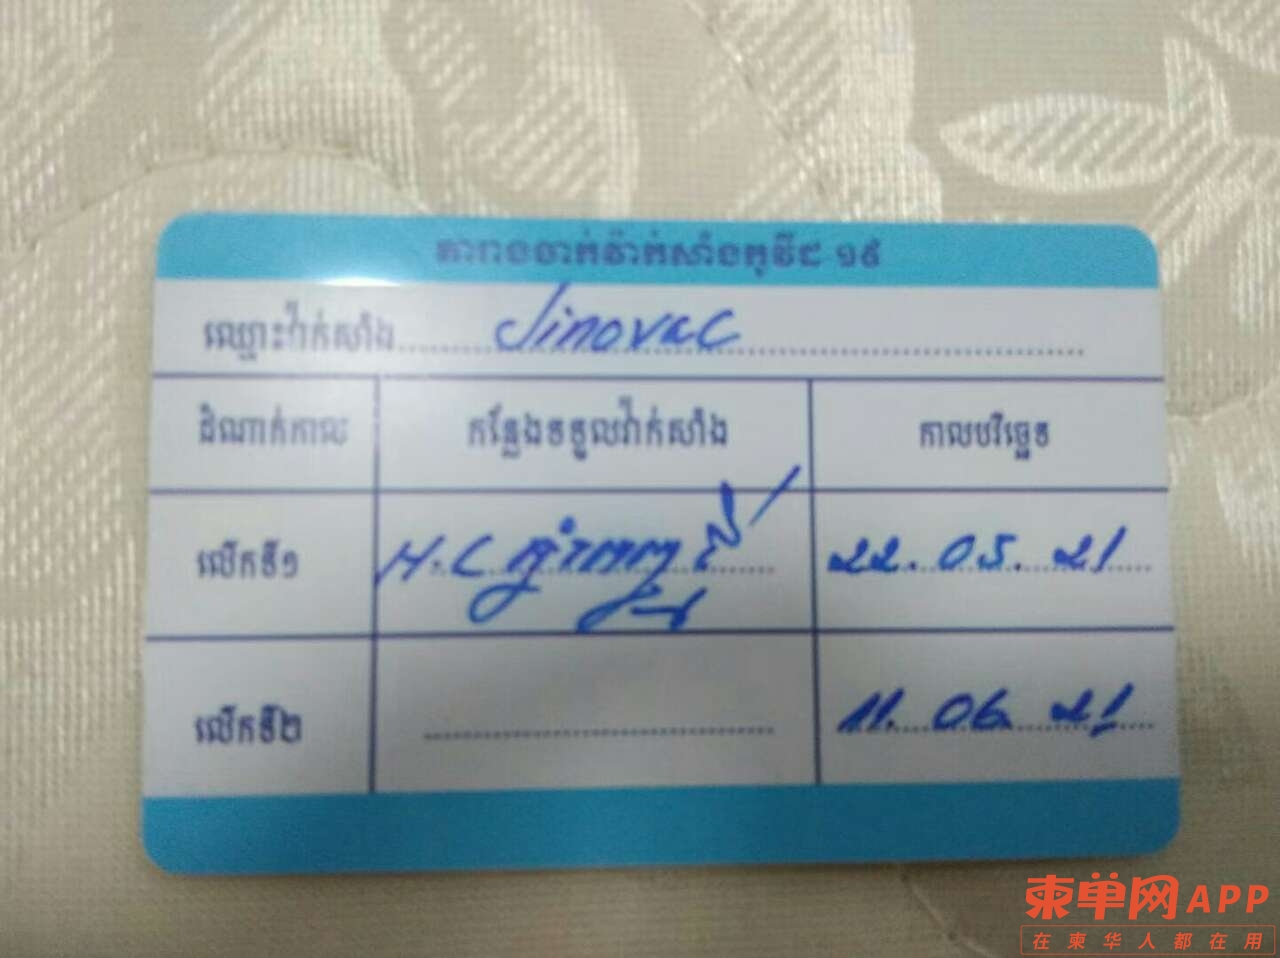 តារាងចាក់វ៉ាក់សាំងកូវីដ ១៩
ឈ្មោះវ៉ាក់សាំង Sinovac
ដំណាក់កាល
កន្លែងទទួលវ៉ាក់សាំង
កាលបរិច្ឆេទ
លើកទី១
H.C
22.05.21
លើកទី២
11.06.21
柬单网APP
在柬华人都在用